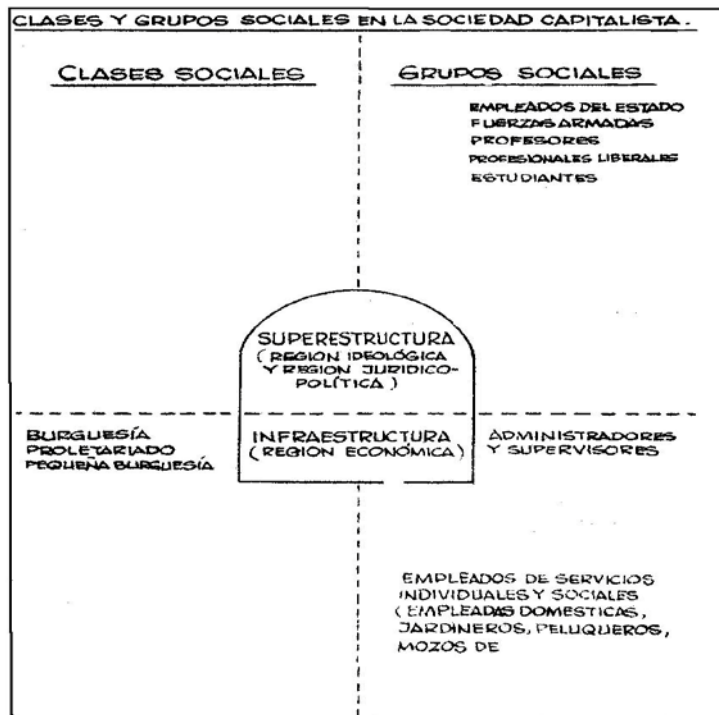 CLASES Y GRUPOS SOCIALES EN LA SOCIEDAD CAPITALISTA.
CLASES SOCIALES
GRUPOS SOCIALES
EMPLEADOS DEL ESTADO
FUERZAS ARMADAS
PROFESORES
PROFESIONALES LIBERALES
ESTUDIANTES
SUPERESTRUCTURA
(REGION IDEOLÓGICA
Y REGION JURIDICO-
POLÍTICA)
BURGUESÍA
PROLETARIADO
PEQUEÑA BURGUESÍA
INFRAESTRUCTURA
(REGION ECONÓMICA)
ADMINISTRADORES
Y SUPERVISORES
EMPLEADOS DE SERVICIOS
INDIVIDUALES Y SOCIALES
(EMPLEADAS DOMESTICAS,
JARDINEROS, PELUQUEROS,
MOZOS DE